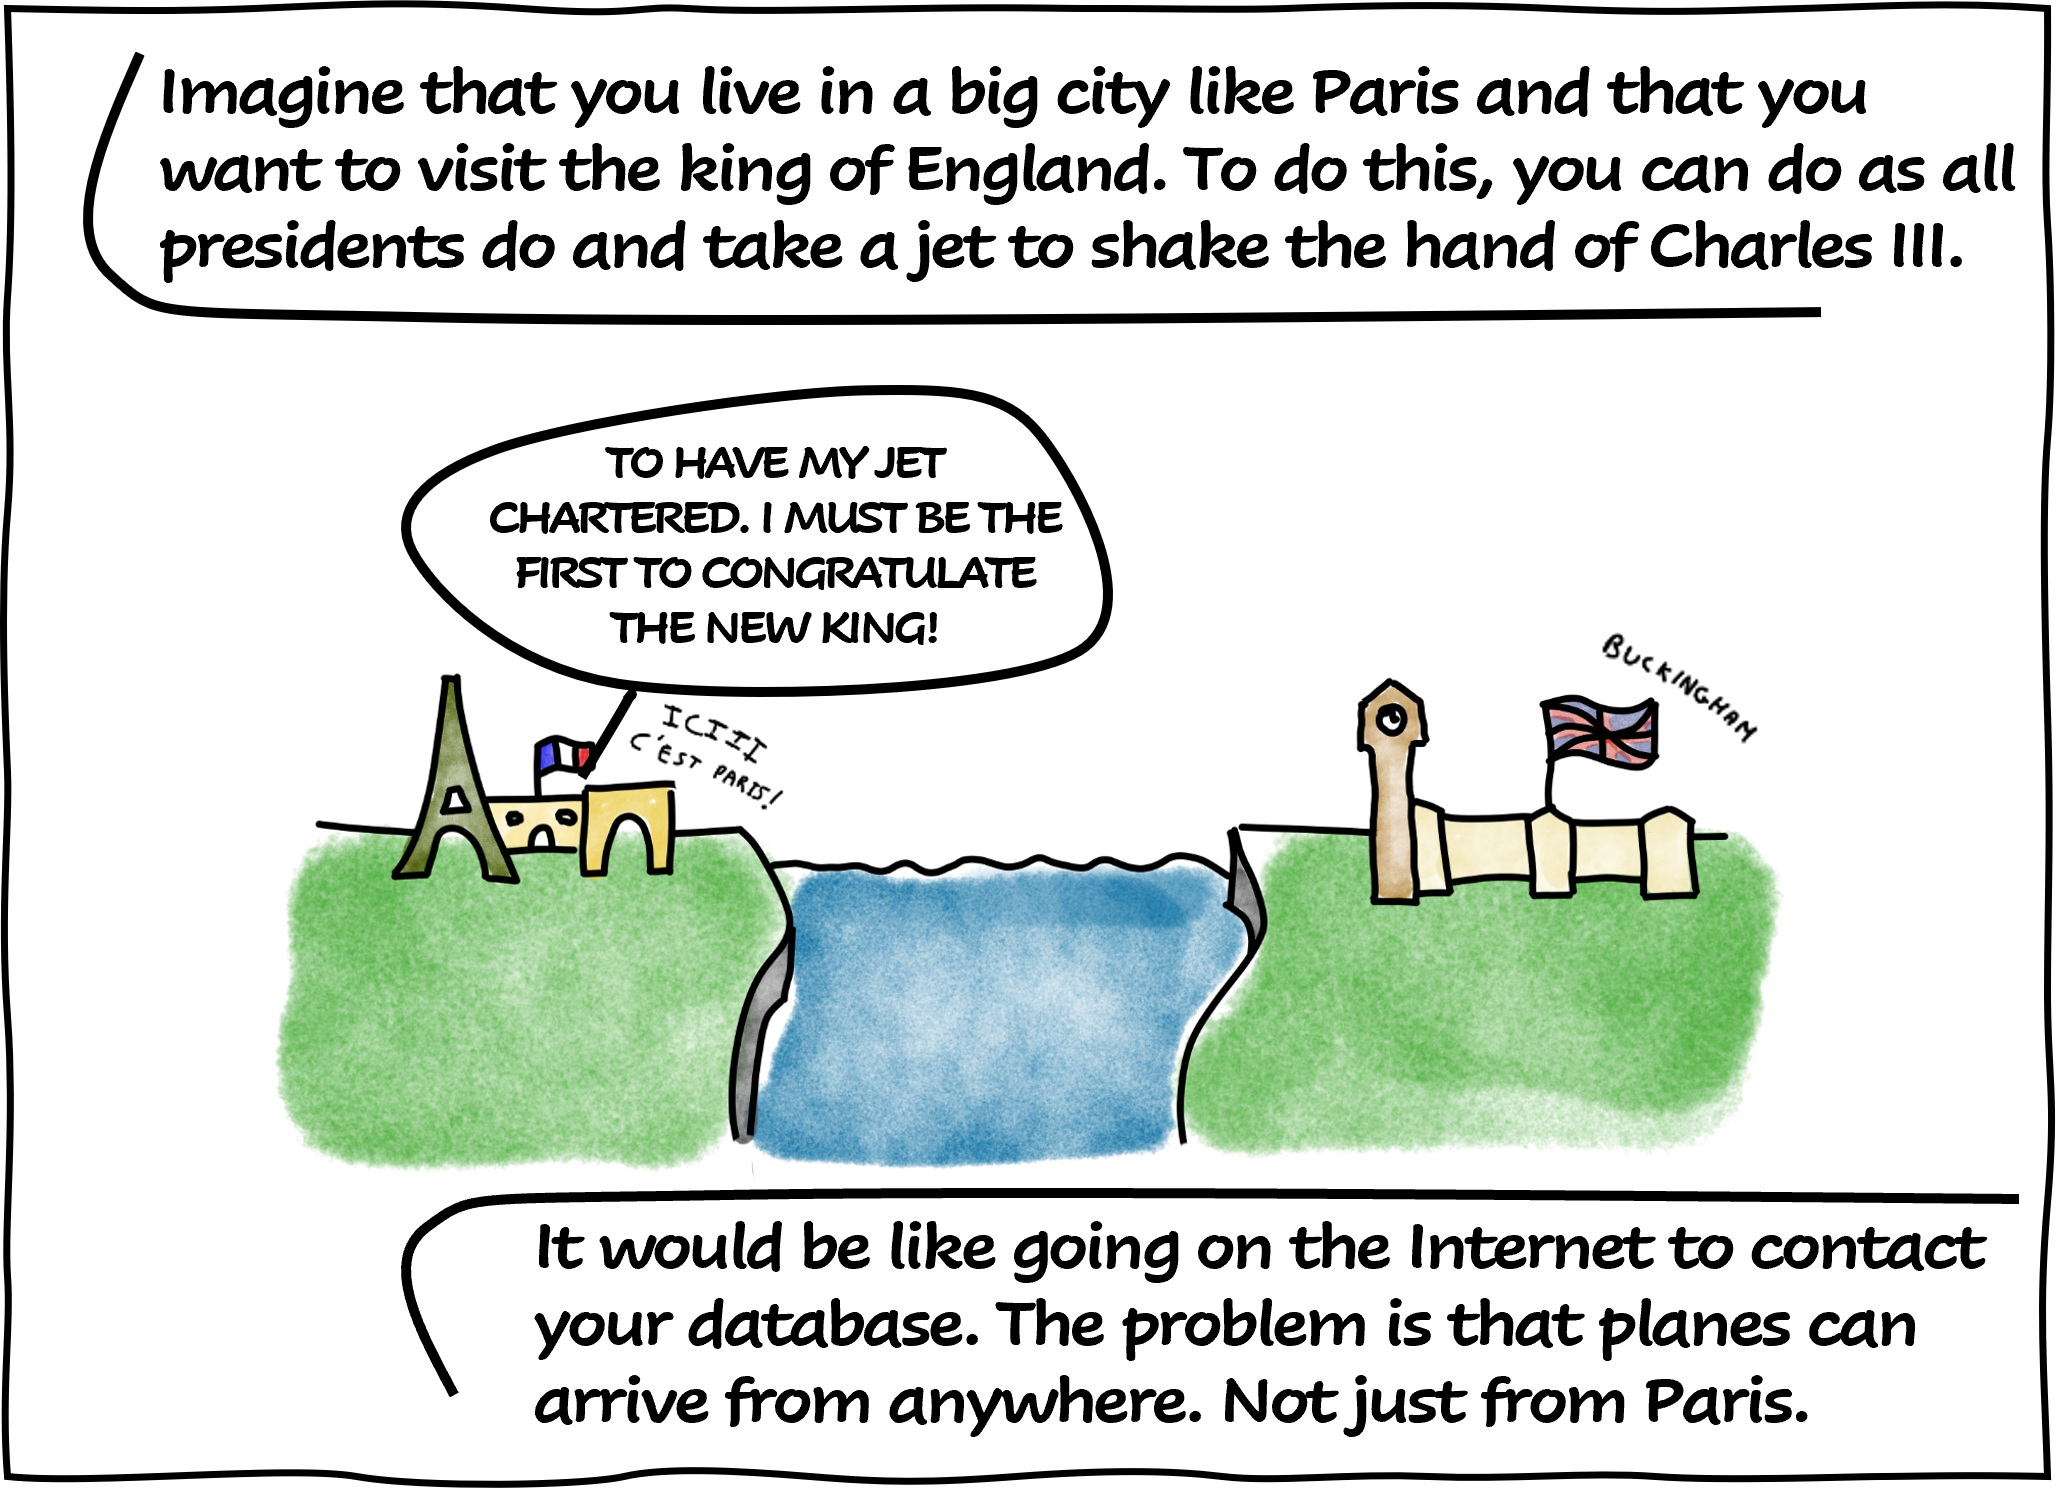 Imagine that you live in a big city like Paris and that you
want to visit the king of England. To do this, you can do as all
presidents do and take a jet to shake the hand of Charles III.
TO HAVE MY JET
CHARTERED. I MUST BE THE
FIRST TO CONGRATULATE
THE NEW KING!
ICIIII
C'EST PARIS!
BUCKINGHAM
It would be like going on the Internet to contact
your database. The problem is that planes can
arrive from anywhere. Not just from Paris.